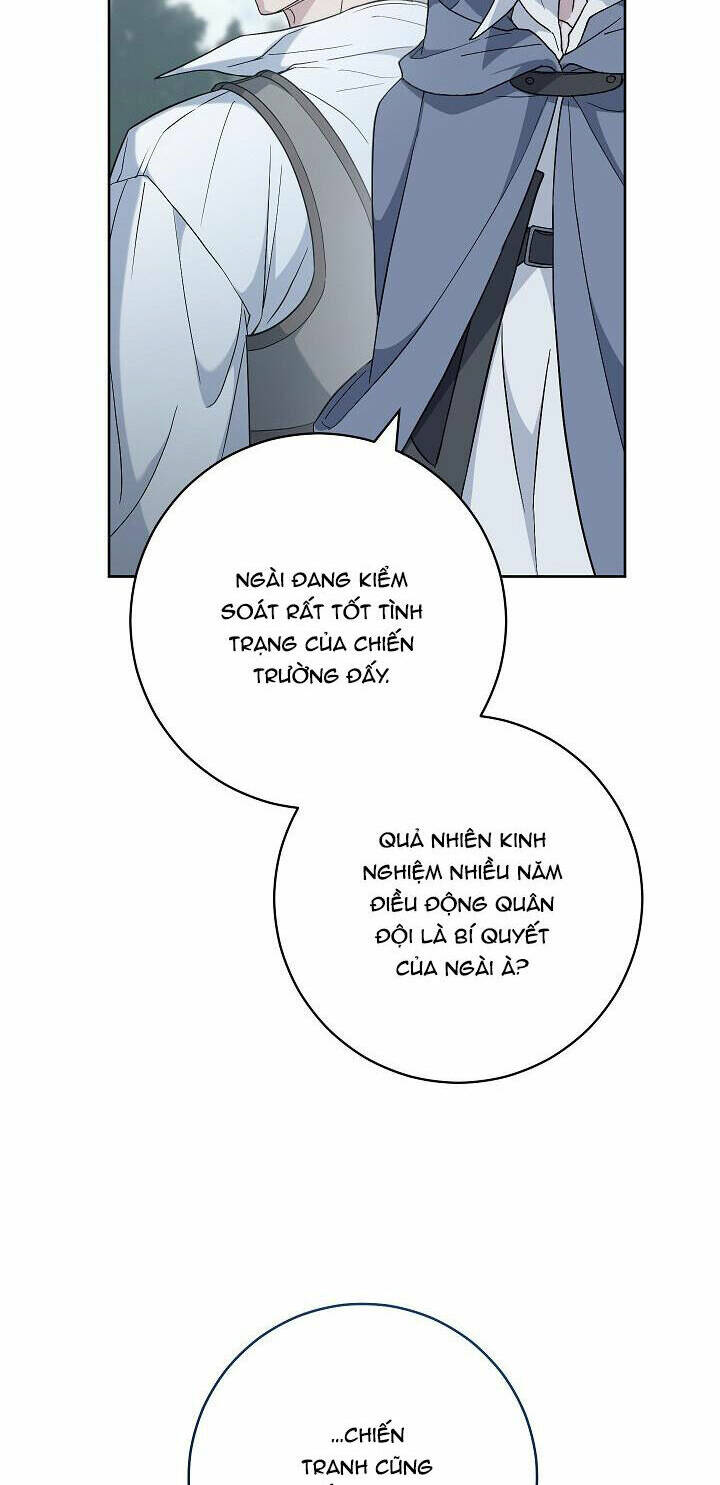 NGÀI ĐANG KIỂM
SOÁT RẤT TỐT TÌNH
TRẠNG CỦA CHIẾN
TRƯỜNG ĐẤY.
QUẢ NHIÊN KINH
NGHIỆM NHIỀU NĂM
ĐIỀU ĐỘNG QUÂN
ĐỘI LÀ BÍ QUYẾT
CỦA NGÀI À?
...CHIẾN
TRANH CŨNG